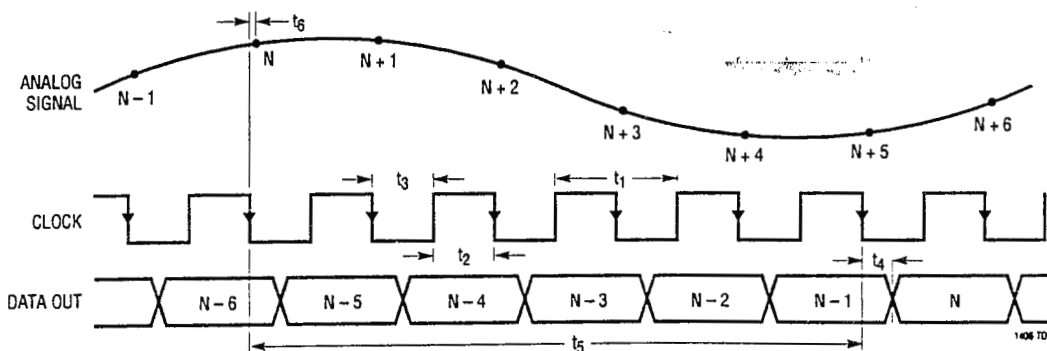 t6
N
N+1
N-1
N+2
ANALOG
SIGNAL
N+3
N+4
N+5
N+6
t3
t1
CLOCK
t2
t4
DATA OUT
N-6
N-5
N-4
N-3
N-2
N-1
N
t5
1406 TD